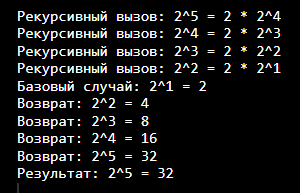 Рекурсивный вызов: 2^5 = 2 * 2^4
Рекурсивный вызов: 2^4 = 2 * 2^3
Рекурсивный вызов: 2^3 = 2 * 2^2
Рекурсивный вызов: 2^2 = 2 * 2^1
Базовый случай: 2^1 = 2
Возврат: 2^2 = 4
Возврат: 2^3 = 8
Возврат: 2^4 = 16
Возврат: 2^5 = 32
Результат: 2^5 = 32